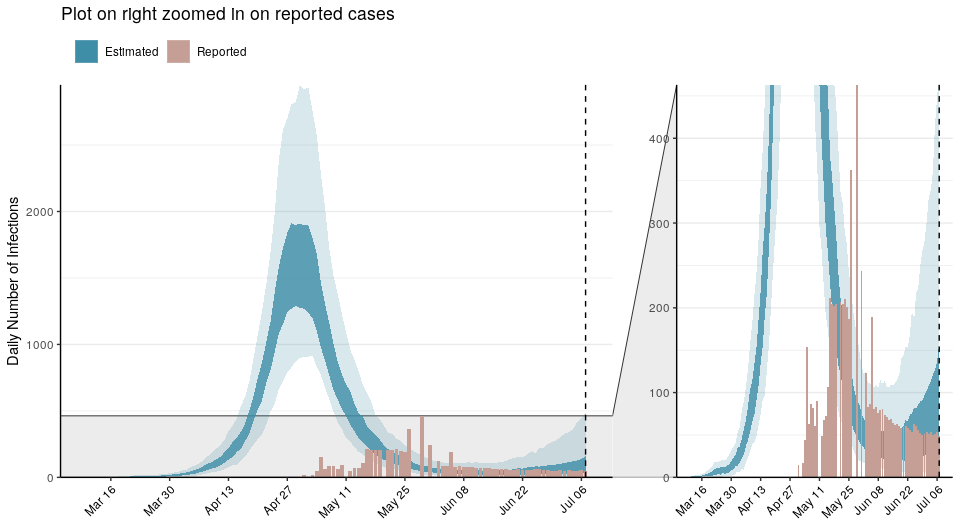 Plot on right zoomed in on reported cases
Estimated Reported
Daily Number of Infections
2000
1000
0
Mar 16 Mar 30 Apr 13 Apr 27 May 11 May 25 Jun 08 Jun 22 Jul 06
400
300
200
100
0
Mar 16 Mar 30 Apr 13 Apr 27 May 11 May 25 Jun 08 Jun 22 Jul 06